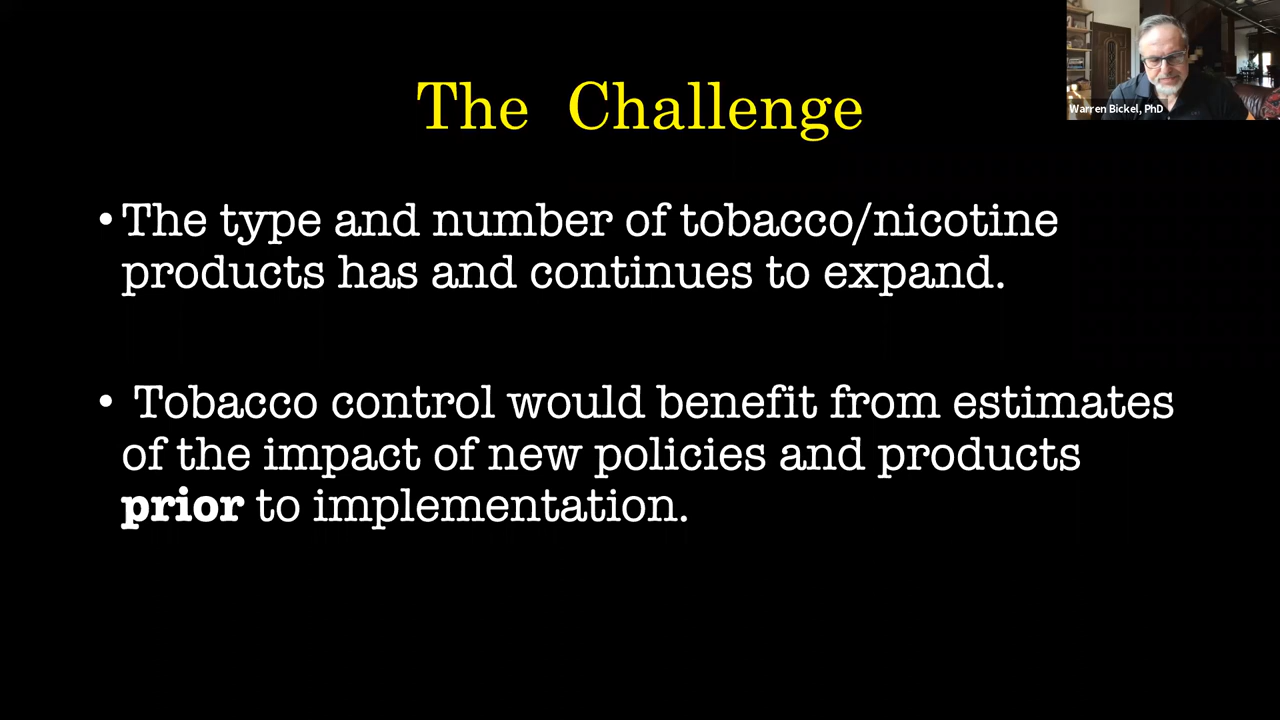 Warren Bickel, PhD
The Challenge
•The type and number of tobacco/nicotine
products has and continues to expand.
• Tobacco control would benefit from estimates
of the impact of new policies and products
prior to implementation.